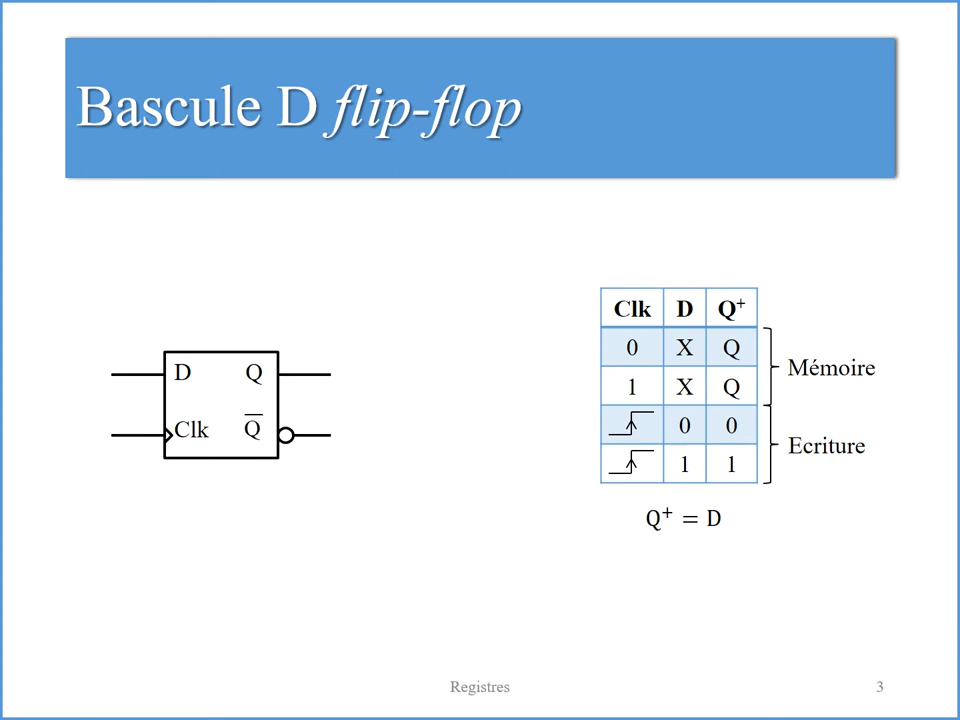 Bascule D flip-flop
D Q
Clk Q̅
Clk D Q⁺
0 X Q
1 X Q
Mémoire
0 0
1 1
Ecriture
Q⁺ = D
Registres 3